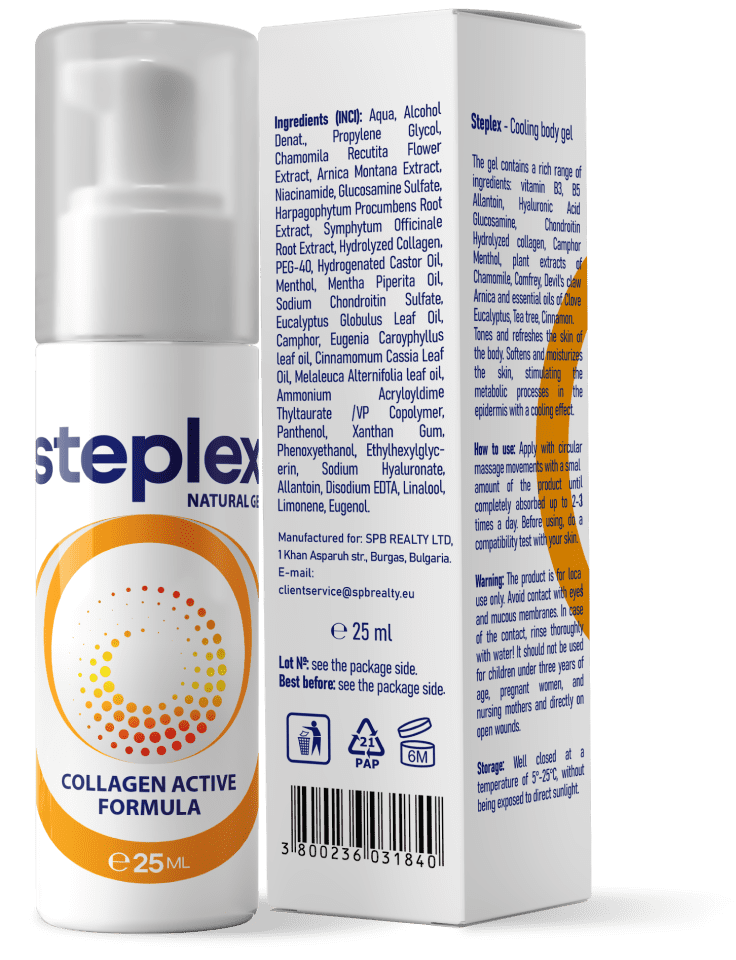 steplex
NATURAL GE
COLLAGEN ACTIVE
FORMULA
℮25ML
Ingredients (INCI): Aqua, Alcohol
Denat., Propylene Glycol,
Chamomila Recutita Flower
Extract, Arnica Montana Extract,
Niacinamide, Glucosamine Sulfate,
Harpagophytum Procumbens Root
Extract, Symphytum Officinale
Root Extract, Hydrolyzed Collagen,
PEG-40, Hydrogenated Castor Oil,
Menthol, Mentha Piperita Oil,
Sodium Chondroitin Sulfate,
Eucalyptus Globulus Leaf Oil,
Camphor, Eugenia Caroyphyllus
leaf oil, Cinnamomum Cassia Leaf
Oil, Melaleuca Alternifolia leaf oil,
Ammonium Acryloyldime
Thyltaurate /VP Copolymer,
Panthenol, Xanthan Gum,
Phenoxyethanol, Ethylhexylglyc-
erin, Sodium Hyaluronate,
Allantoin, Disodium EDTA, Linalool,
Limonene, Eugenol.
Manufactured for: SPB REALTY LTD,
1 Khan Asparuh str., Burgas, Bulgaria.
E-mail:
clientservice@spbrealty.eu
℮ 25 ml
Lot №: see the package side.
Best before: see the package side.
21
PAP
6M
3 800236 031840
Steplex - Cooling body gel
The gel contains a rich range of
ingredients: vitamin B3, B5
Allantoin, Hyaluronic Acid
Glucosamine, Chondroitin
Hydrolyzed collagen, Camphor
Menthol, plant extracts of
Chamomile, Comfrey, Devil's claw
Arnica and essential oils of Clove
Eucalyptus, Tea tree, Cinnamon.
Tones and refreshes the skin of
the body. Softens and moisturizes
the skin, stimulating the
metabolic processes in the
epidermis with a cooling effect.
How to use: Apply with circular
massage movements with a small
amount of the product until
completely absorbed up to 2-3
times a day. Before using, do a
compatibility test with your skin.
Warning: The product is for loca
use only. Avoid contact with eyes
and mucous membranes. In case
of the contact, rinse thoroughly
with water! It should not be used
for children under three years of
age, pregnant women, and
nursing mothers and directly on
open wounds.
Storage: Well closed at a
temperature of 5°-25°C, without
being exposed to direct sunlight.